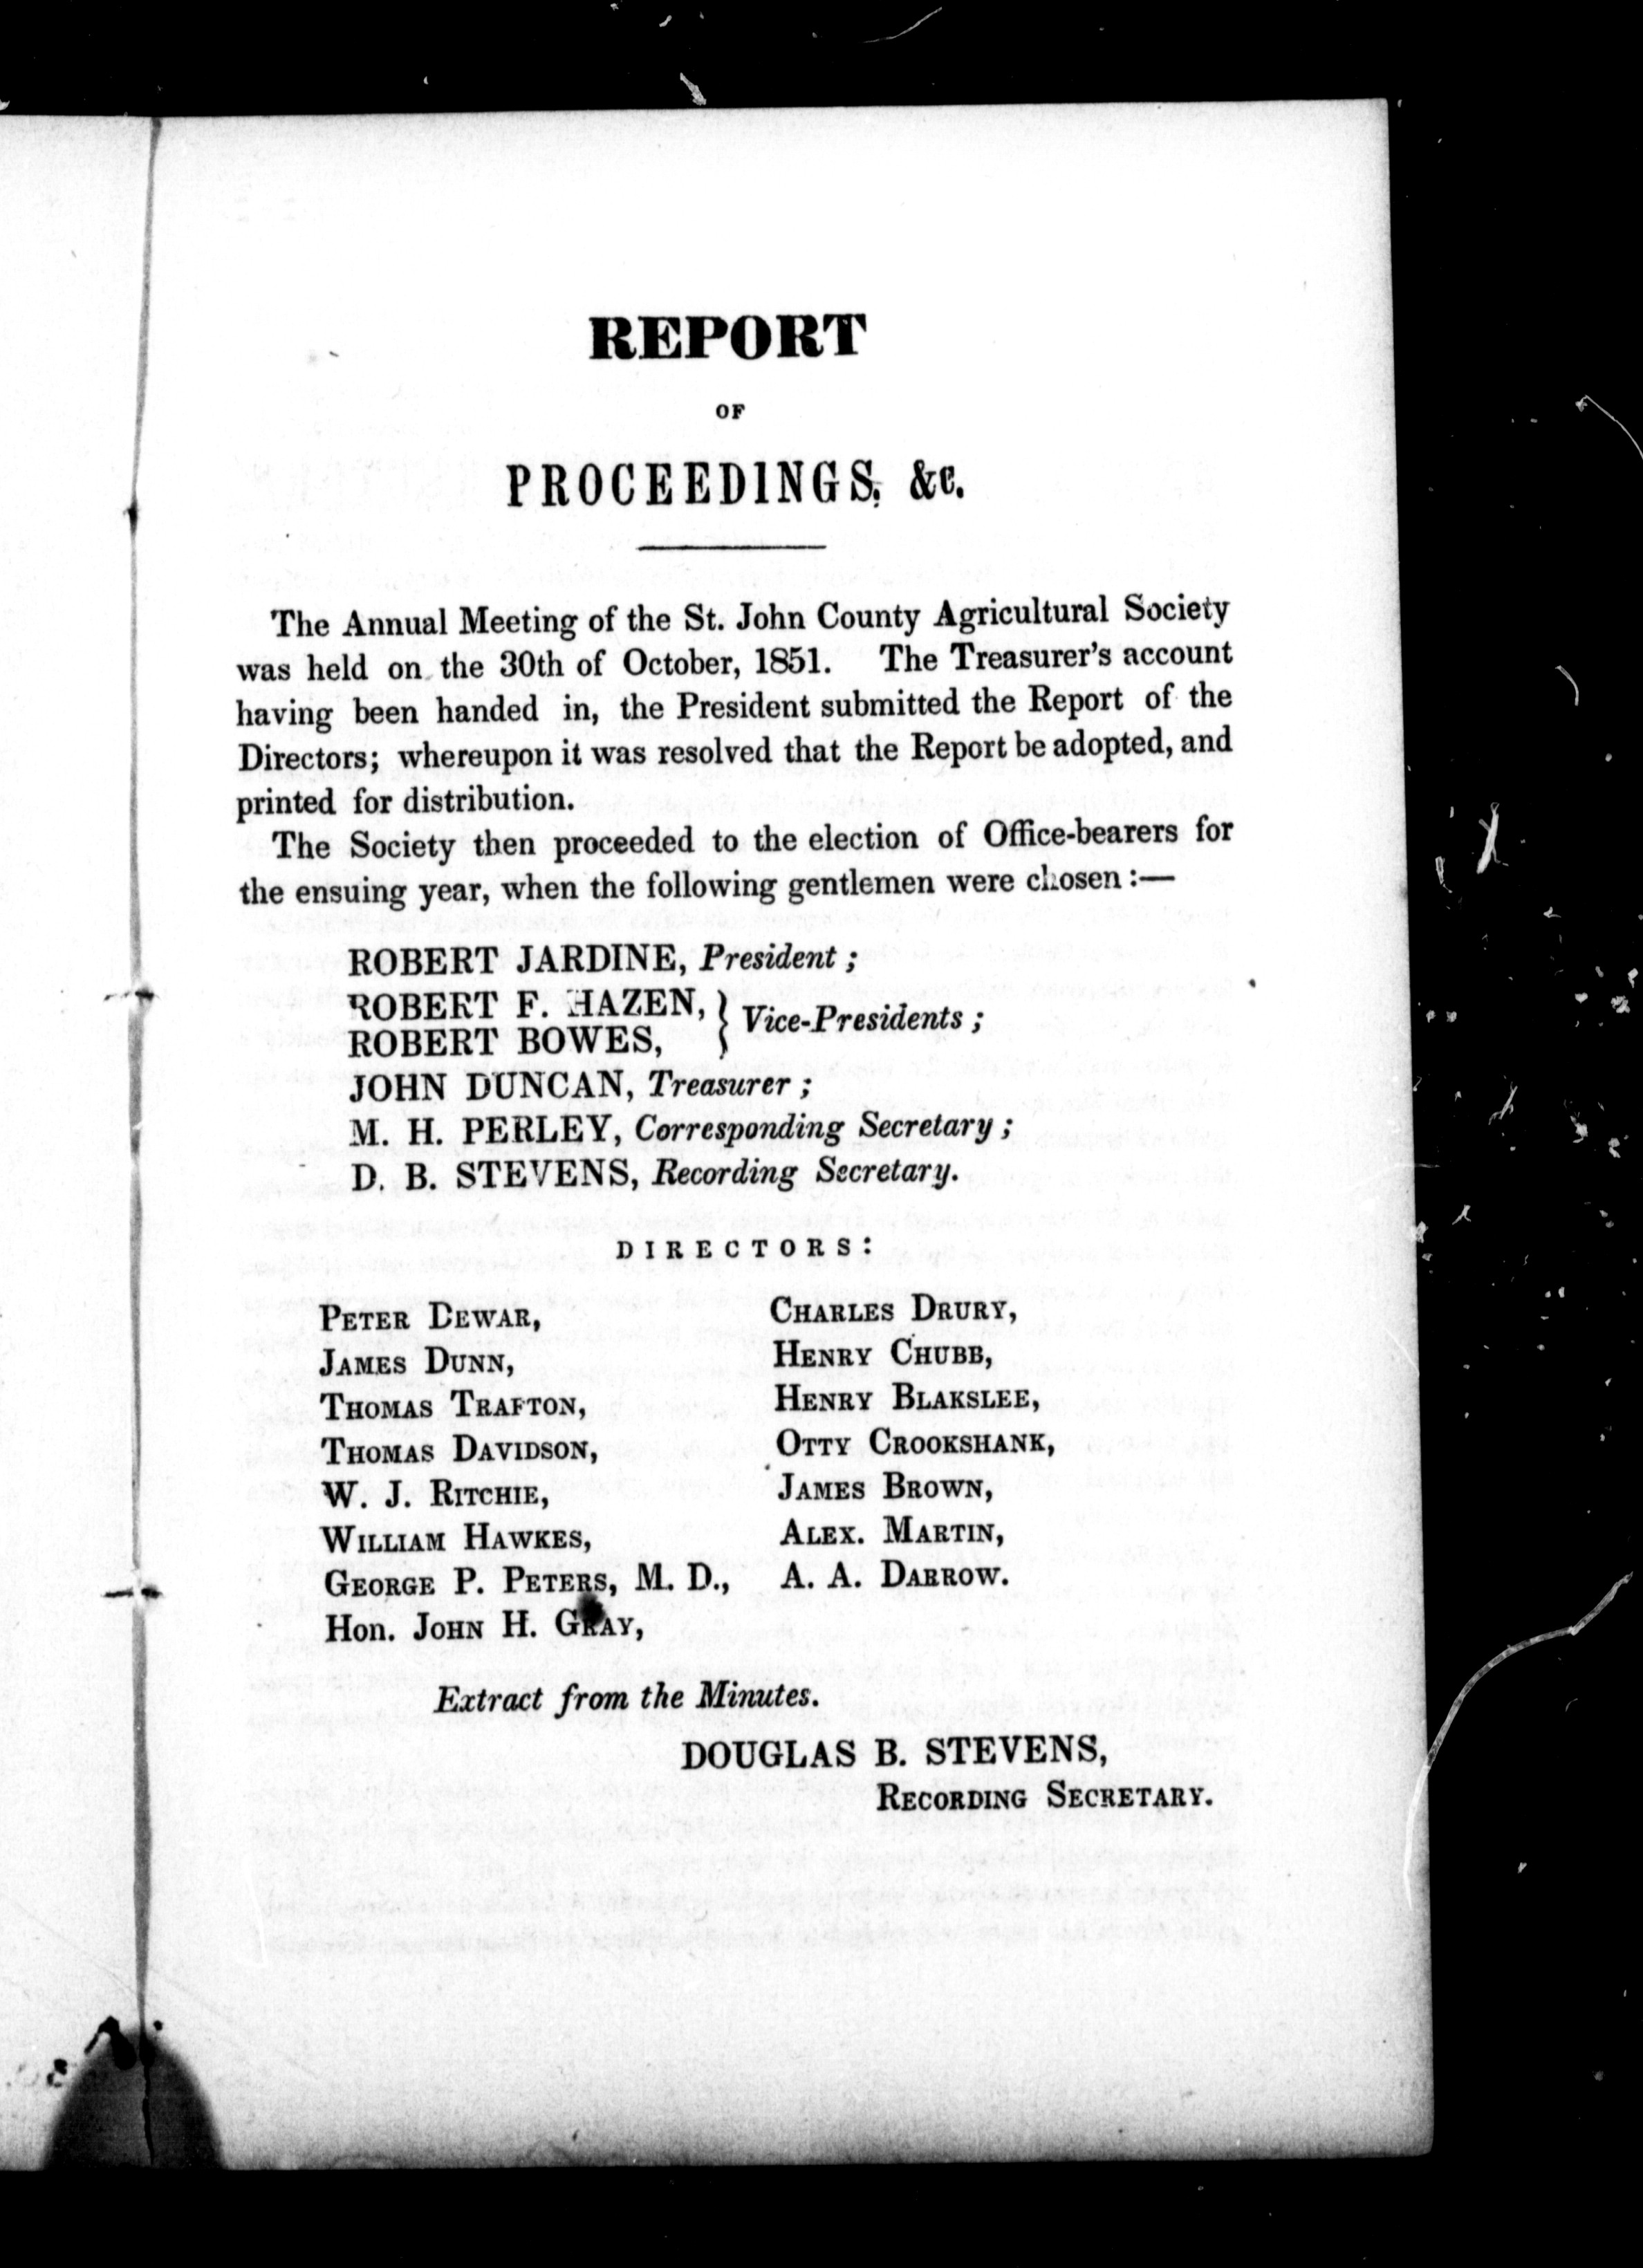 REPORT
OF
PROCEEDINGS, &c.
The Annual Meeting of the St. John County Agricultural Society
was held on the 30th of October, 1851. The Treasurer's account
having been handed in, the President submitted the Report of the
Directors; whereupon it was resolved that the Report be adopted, and
printed for distribution.
The Society then proceeded to the election of Office-bearers for
the ensuing year, when the following gentlemen were chosen :—
ROBERT JARDINE, President ;
ROBERT F. HAZEN, } Vice-Presidents ;
ROBERT BOWES,
JOHN DUNCAN, Treasurer ;
M. H. PERLEY, Corresponding Secretary ;
D. B. STEVENS, Recording Secretary.
DIRECTORS:
PETER DEWAR, CHARLES DRURY,
JAMES DUNN, HENRY CHUBB,
THOMAS TRAFTON, HENRY BLAKSLEE,
THOMAS DAVIDSON, OTTY CROOKSHANK,
W. J. RITCHIE, JAMES BROWN,
WILLIAM HAWKES, ALEX. MARTIN,
GEORGE P. PETERS, M. D., A. A. DARROW.
Hon. JOHN H. GRAY,
Extract from the Minutes.
DOUGLAS B. STEVENS,
RECORDING SECRETARY.